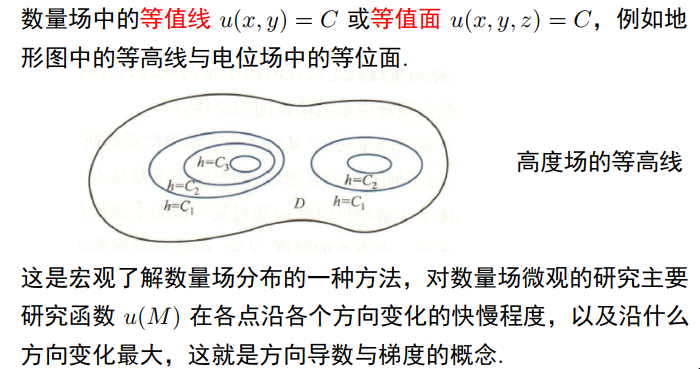 数量场中的等值线 u(x, y) = C 或等值面 u(x, y, z) = C，例如地
形图中的等高线与电位场中的等位面.
h=C₃
h=C₂
h=C₁
D
h=C₂
h=C₁
高度场的等高线
这是宏观了解数量场分布的一种方法，对数量场微观的研究主要
研究函数 u(M) 在各点沿各个方向变化的快慢程度，以及沿什么
方向变化最大，这就是方向导数与梯度的概念.